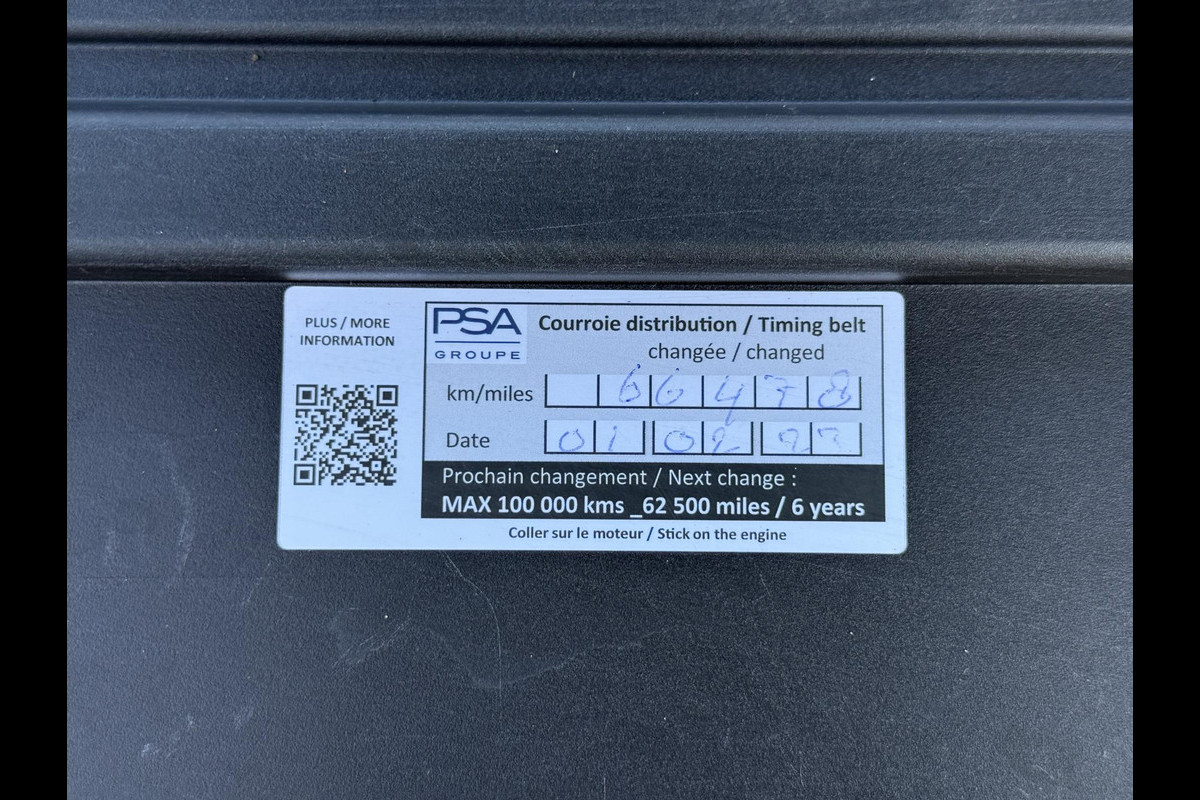 PLUS / MORE
INFORMATION
PSA
GROUPE
Courroie distribution / Timing belt
changée / changed
km/miles 66478
Date 01 02 23
Prochain changement / Next change :
MAX 100 000 kms _62 500 miles / 6 years
Coller sur le moteur / Stick on the engine